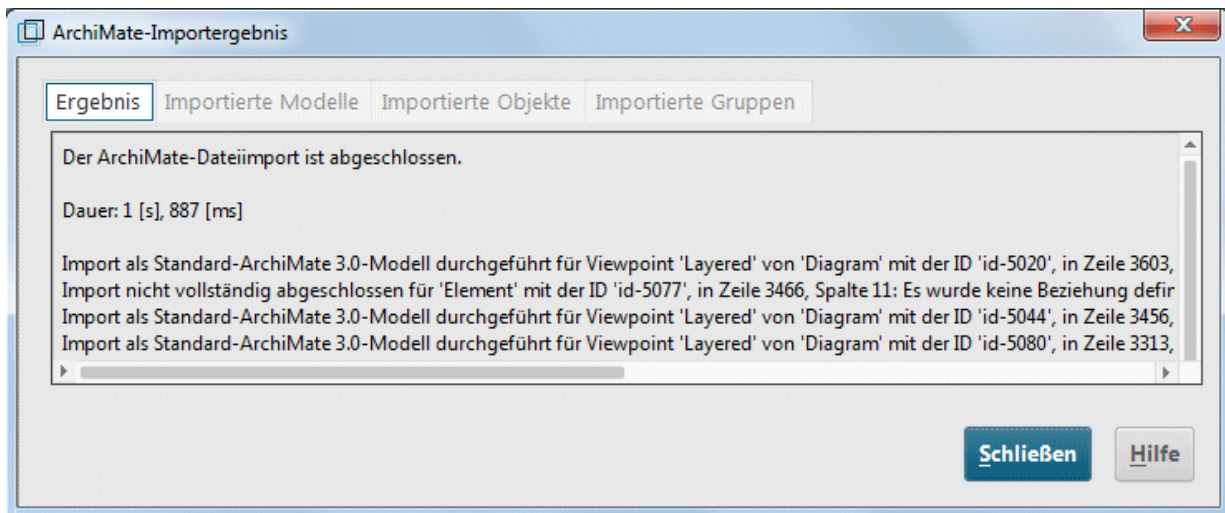 ArchiMate-Importergebnis
Ergebnis Importierte Modelle Importierte Objekte Importierte Gruppen
Der ArchiMate-Dateiimport ist abgeschlossen.
Dauer: 1 [s], 887 [ms]
Import als Standard-ArchiMate 3.0-Modell durchgeführt für Viewpoint 'Layered' von 'Diagram' mit der ID 'id-5020', in Zeile 3603,
Import nicht vollständig abgeschlossen für 'Element' mit der ID 'id-5077', in Zeile 3466, Spalte 11: Es wurde keine Beziehung defin
Import als Standard-ArchiMate 3.0-Modell durchgeführt für Viewpoint 'Layered' von 'Diagram' mit der ID 'id-5044', in Zeile 3456,
Import als Standard-ArchiMate 3.0-Modell durchgeführt für Viewpoint 'Layered' von 'Diagram' mit der ID 'id-5080', in Zeile 3313,
Schließen Hilfe